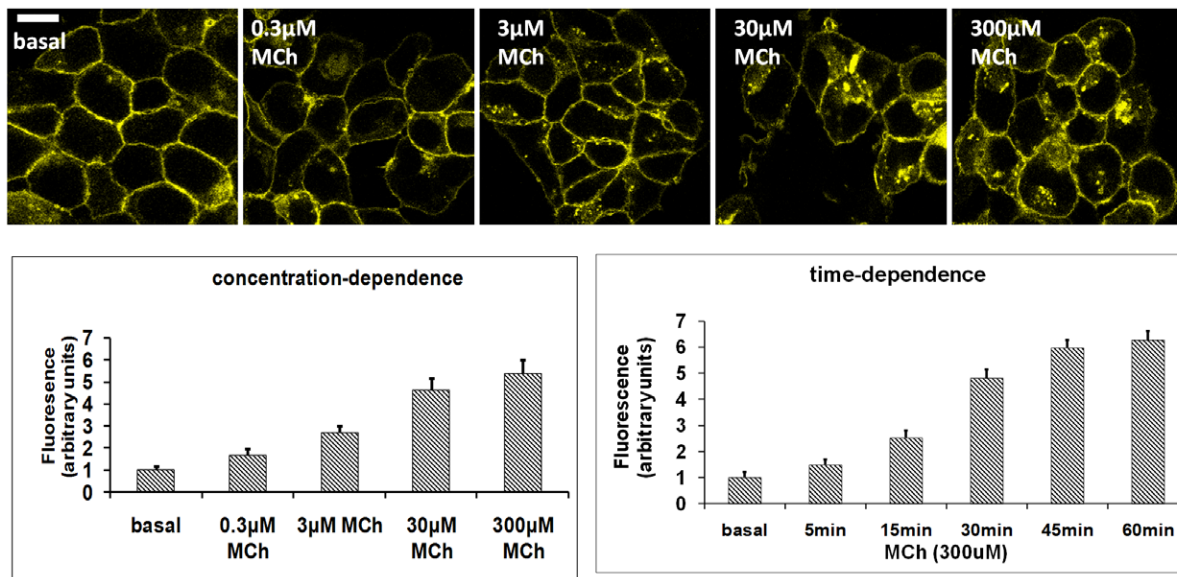 basal
0.3µM
MCh
3µM
MCh
30µM
MCh
300µM
MCh
concentration-dependence
Fluoresence
(arbitrary units)
7
6
5
4
3
2
1
0
basal
0.3µM
MCh
3µM MCh
30µM
MCh
300µM
MCh
time-dependence
Fluorescence
(arbitrary units)
7
6
5
4
3
2
1
0
basal
5min
15min
30min
45min
60min
MCh (300uM)